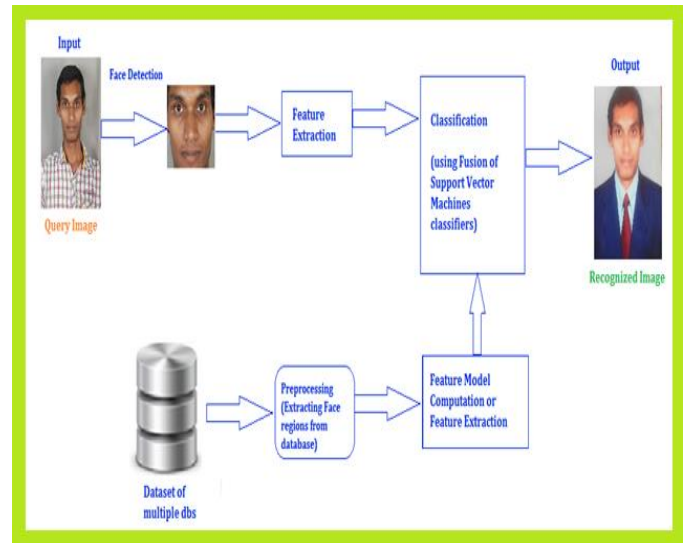 Input
Face Detection
Query Image
Feature
Extraction
Classification
(using Fusion of
Support Vector
Machines
classifiers)
Output
Recognized Image
Dataset of
multiple dbs
Preprocessing
(Extracting Face
regions from
database)
Feature Model
Computation or
Feature Extraction